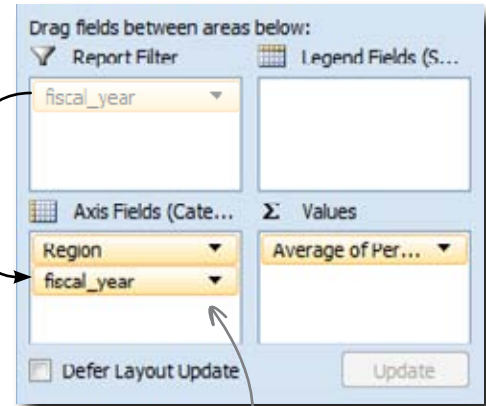 Drag fields between areas below:
Report Filter
Legend Fields (S...
fiscal_year
Axis Fields (Cate...
Σ Values
Region
fiscal_year
Average of Per...
Defer Layout Update
Update